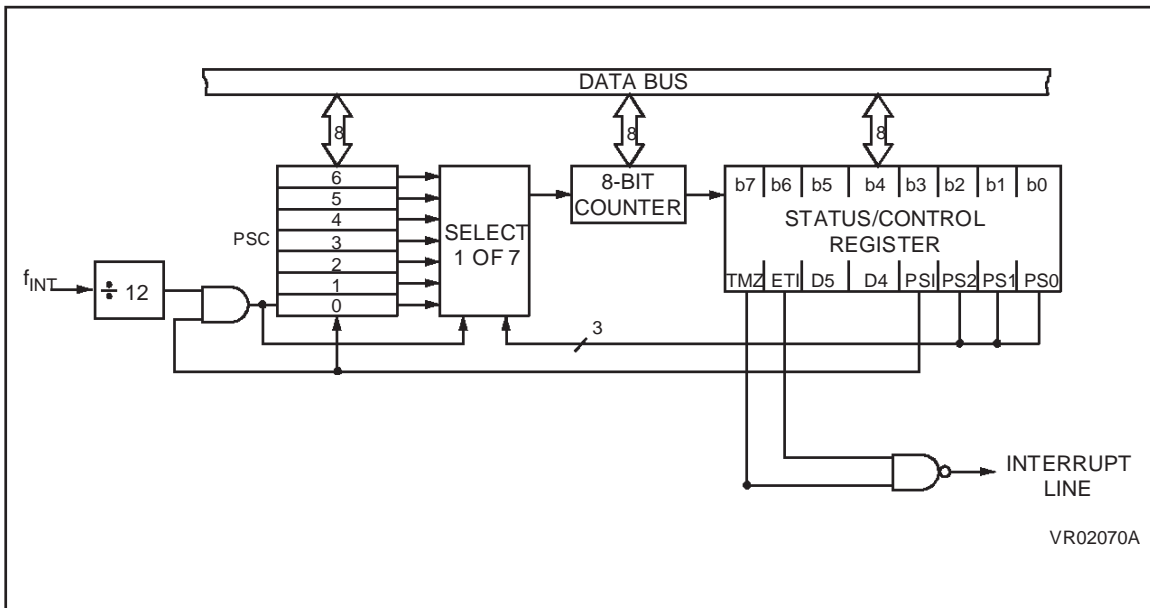 DATA BUS
8
8
8
6
5
4
3
2
1
0
PSC
SELECT
1 OF 7
8-BIT
COUNTER
b7 b6 b5 b4 b3 b2 b1 b0
STATUS/CONTROL
REGISTER
TMZ ETI D5 D4 PSI PS2 PS1 PS0
fINT
÷ 12
3
INTERRUPT
LINE
VR02070A